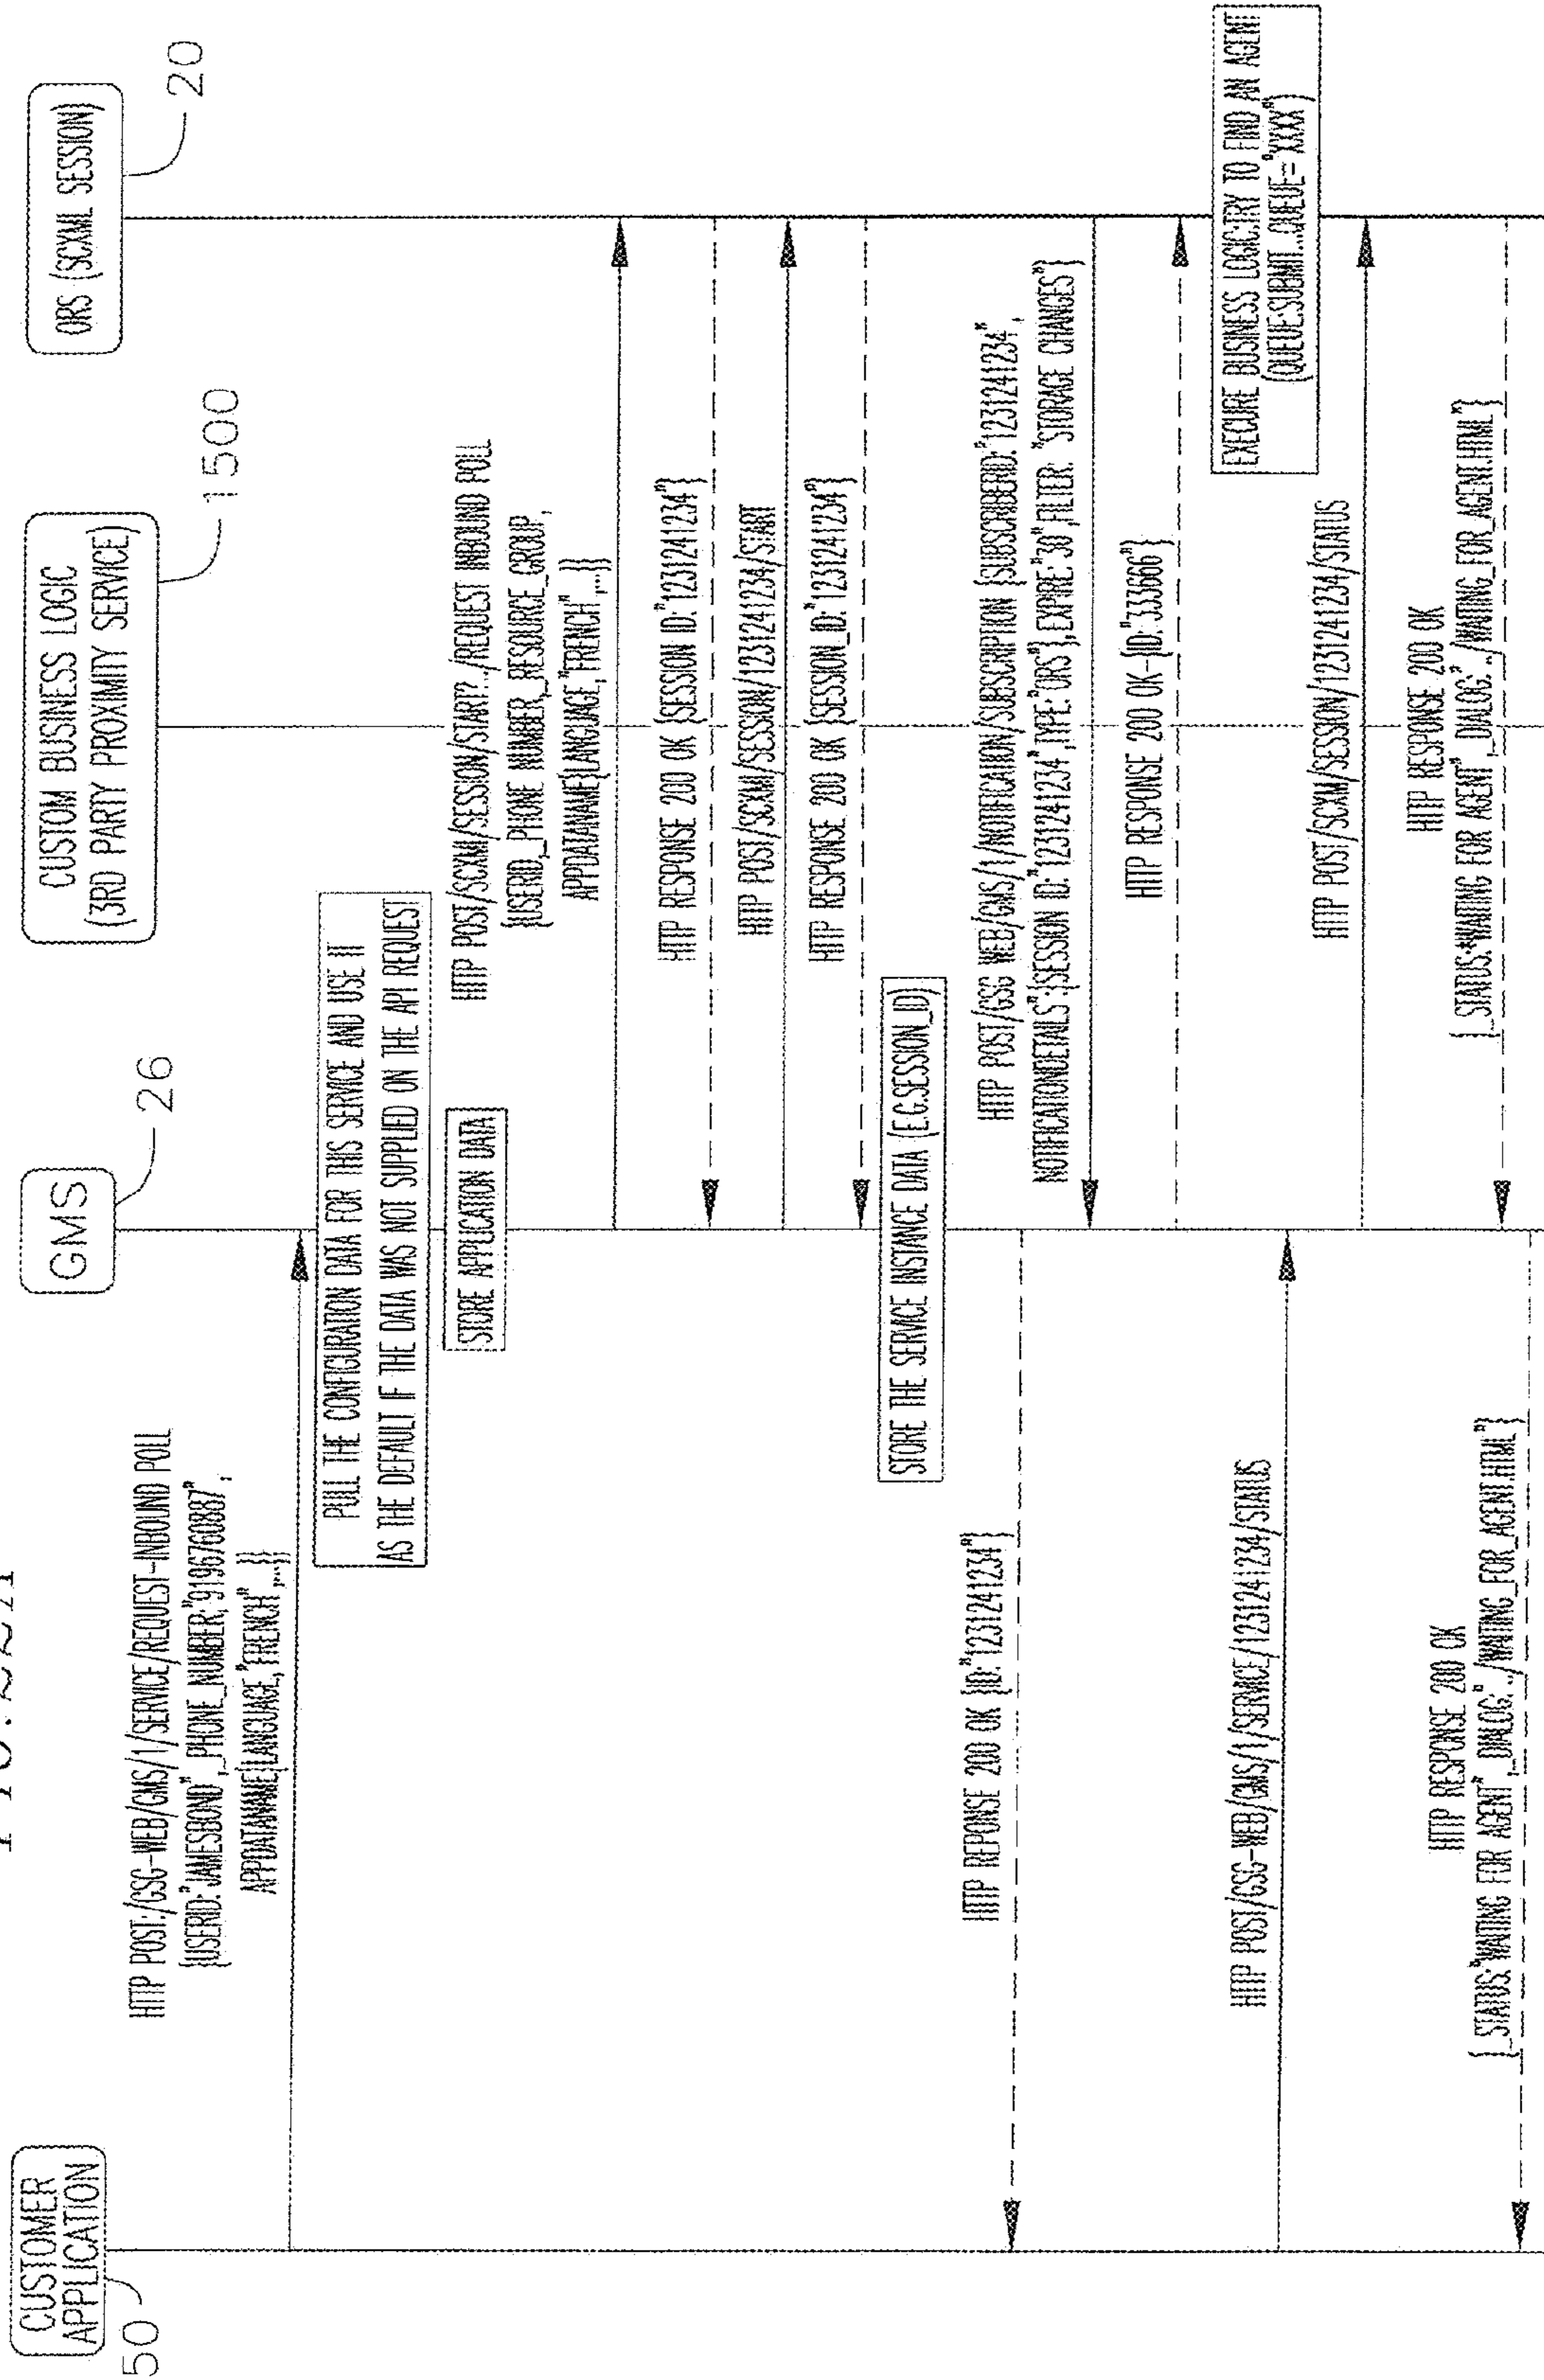 CUSTOMER
APPLICATION
50
GMS
26
CUSTOM BUSINESS LOGIC
(3RD PARTY PROXIMITY SERVICE)
1500
ORS (SCXML SESSION)
20
HTTP POST:/GSG-WEB/GMS/1/SERVICE/REQUEST-INBOUND POLL
{USERID:"JAMESBOND",_PHONE_NUMBER;"9196760887",
APPDATANAME{LANGUAGE,"FRENCH",...}}
PULL THE CONFIGURATION DATA FOR THIS SERVICE AND USE IT
AS THE DEFAULT IF THE DATA WAS NOT SUPPLIED ON THE API REQUEST
STORE APPLICATION DATA
HTTP POST/SCXML/SESSION/START?../REQUEST INBOUND POLL
{USERID,_PHONE NUMBER,_RESOURCE_GROUP,
APPDATANAME{LANGUAGE,"FRENCH",...}}
HTTP RESPONSE 200 OK {SESSION ID:"1231241234"}
HTTP POST/SCXML/SESSION/1231241234/START
HTTP RESPONSE 200 OK {SESSION_ID:"1231241234"}
STORE THE SERVICE INSTANCE DATA (E.G.SESSION_ID)
HTTP REPONSE 200 OK {ID:"1231241234"}
HTTP POST/GSG WEB/GMS/1/NOTIFICATION/SUBSCRIPTION {SUBSCRIBERID:"1231241234",
NOTIFICATIONDETAILS":{SESSION ID:"1231241234",TYPE:"ORS"},EXPIRE:"30",FILTER: "STORAGE CHANGES"}
HTTP RESPONSE 200 OK-{ID:"333666"}
EXECURE BUSINESS LOGIC:TRY TO FIND AN AGENT
(QUEUE:SUBMIT...QUEUE="XXXX")
HTTP POST/GSG-WEB/GMS/1/SERVICE/1231241234/STATUS
HTTP POST/SCXM/SESSION/1231241234/STATUS
HTTP RESPONSE 200 OK
{_STATUS:"WAITING FOR AGENT",_DIALOG:"../WAITING_FOR_AGENT.HTML"}
HTTP RESPONSE 200 OK
{_STATUS:"WAITING FOR AGENT",_DIALOG:"../WAITING_FOR_AGENT.HTML"}